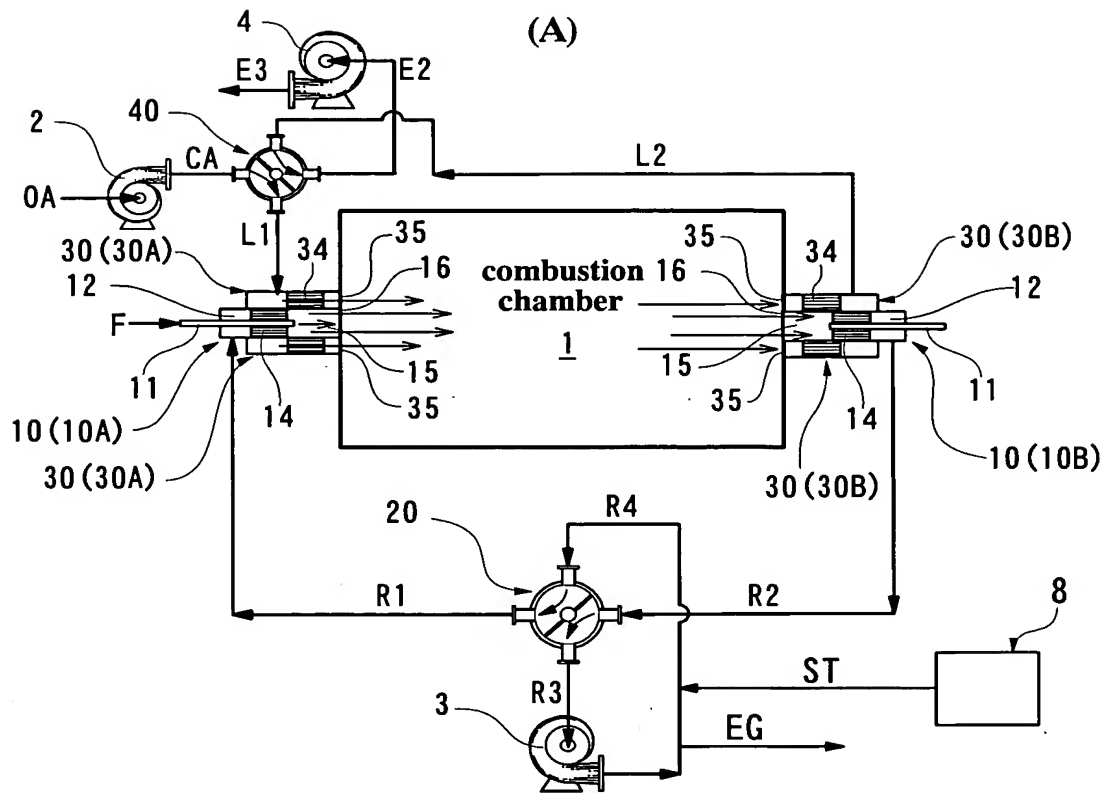 (A)
4
E3
E2
40
2
CA
L2
OA
L1
30 (30A)
34
35
16
12
F
11
15
14
35
10 (10A)
30 (30A)
combustion
chamber
1
35
16
34
30 (30B)
12
15
35
14
11
30 (30B)
10 (10B)
20
R4
R1
R2
8
ST
R3
3
EG